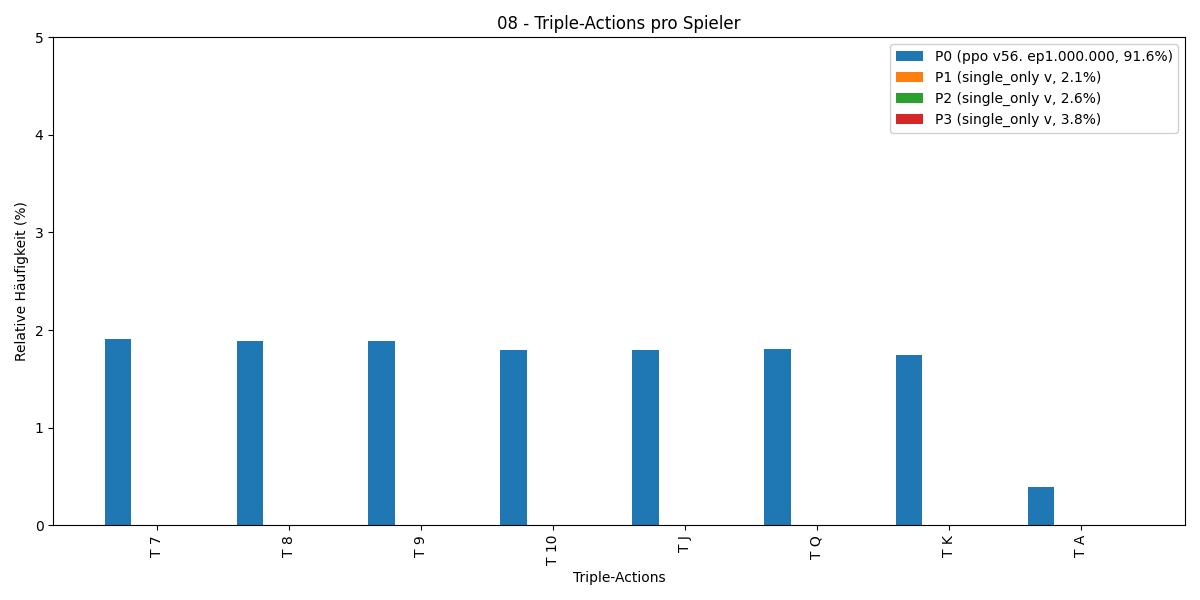 08 - Triple-Actions pro Spieler
P0 (ppo v56. ep1.000.000, 91.6%)
P1 (single_only v, 2.1%)
P2 (single_only v, 2.6%)
P3 (single_only v, 3.8%)
Relative Häufigkeit (%)
5
4
3
2
1
0
T 7
T 8
T 9
T 10
T J
T Q
T K
T A
Triple-Actions